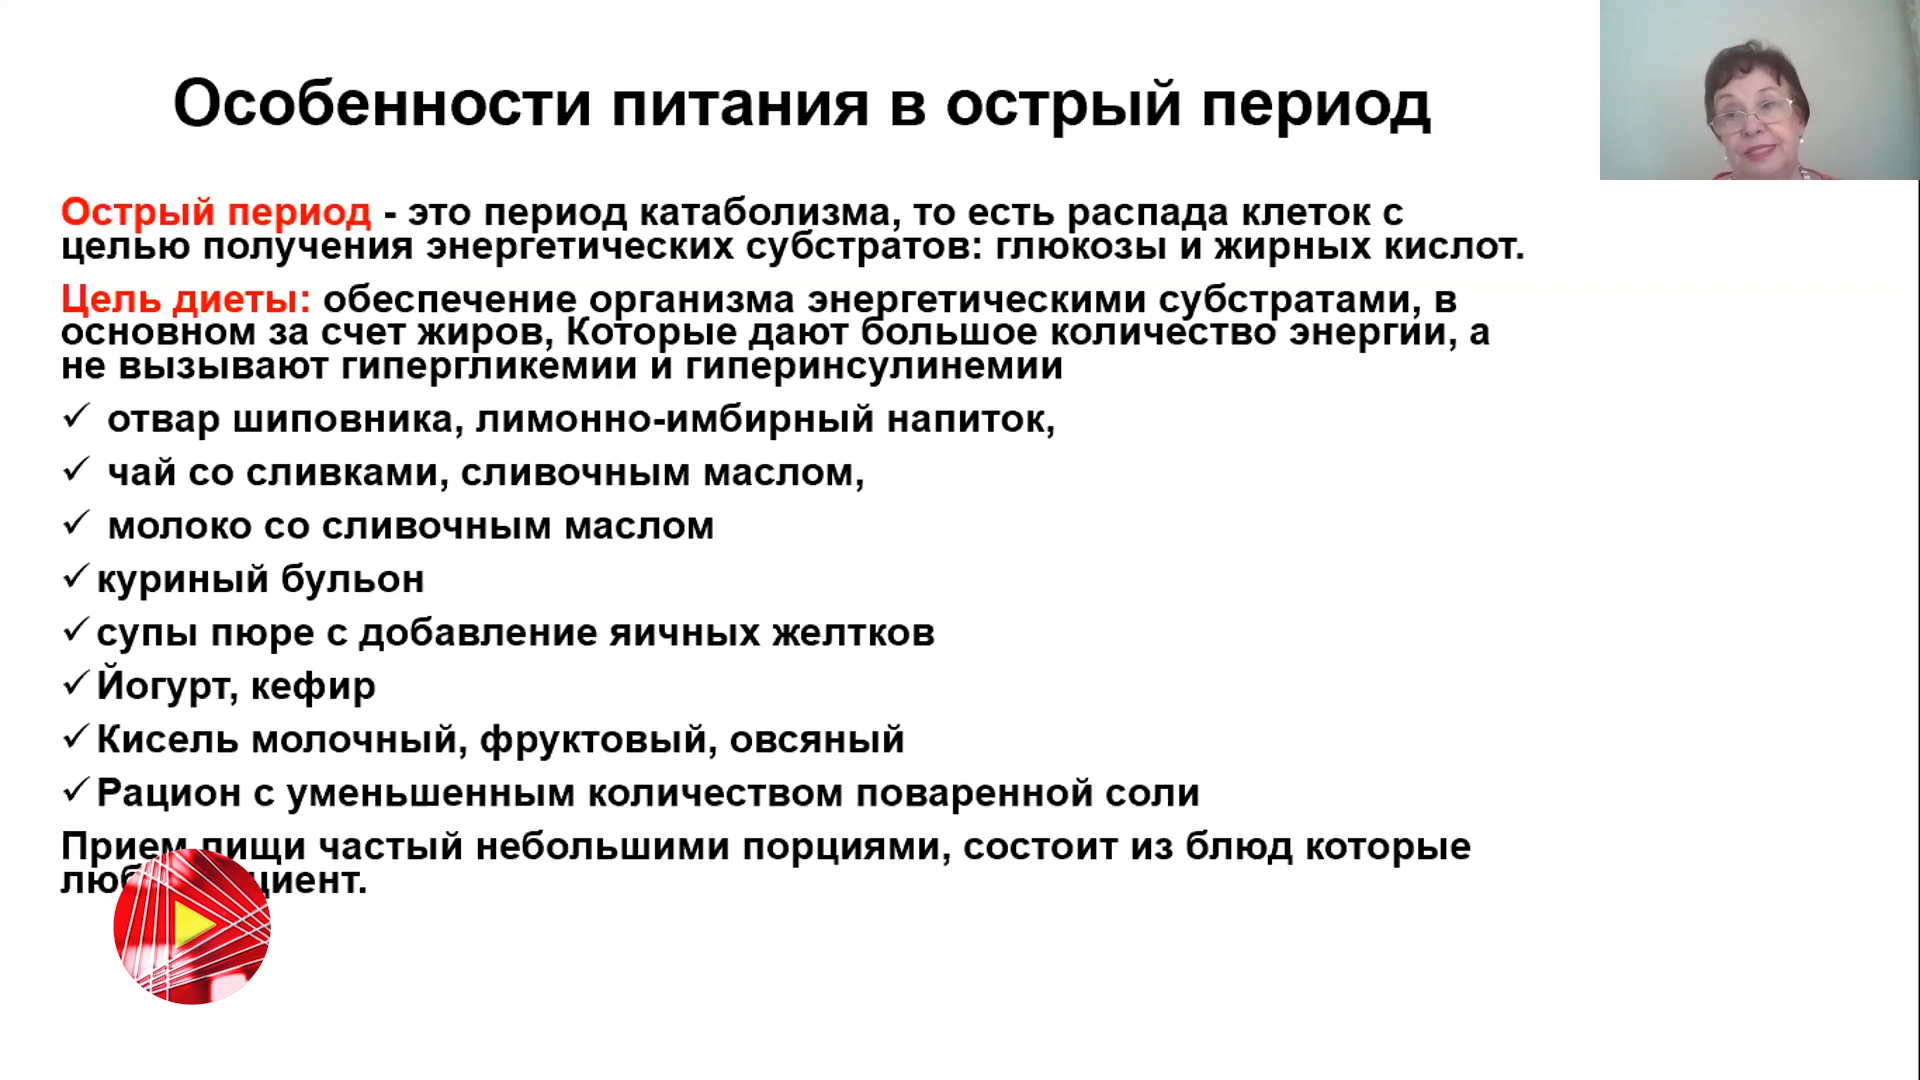 Особенности питания в острый период
Острый период - это период катаболизма, то есть распада клеток с
целью получения энергетических субстратов: глюкозы и жирных кислот.
Цель диеты: обеспечение организма энергетическими субстратами, в
основном за счет жиров, Которые дают большое количество энергии, а
не вызывают гипергликемии и гиперинсулинемии
✓ отвар шиповника, лимонно-имбирный напиток,
✓ чай со сливками, сливочным маслом,
✓ молоко со сливочным маслом
✓ куриный бульон
✓ супы пюре с добавление яичных желтков
✓ Йогурт, кефир
✓ Кисель молочный, фруктовый, овсяный
✓ Рацион с уменьшенным количеством поваренной соли
Прием пищи частый небольшими порциями, состоит из блюд которые